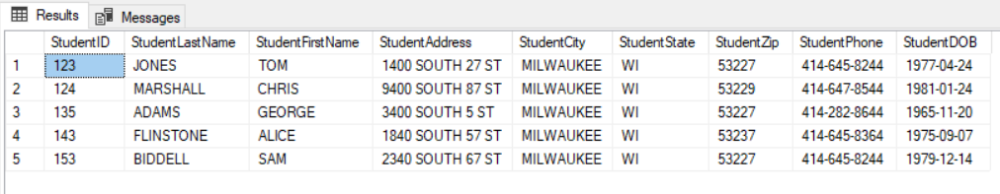 Results Messages
StudentID StudentLastName StudentFirstName StudentAddress StudentCity StudentState StudentZip StudentPhone StudentDOB
1 123 JONES TOM 1400 SOUTH 27 ST MILWAUKEE WI 53227 414-645-8244 1977-04-24
2 124 MARSHALL CHRIS 9400 SOUTH 87 ST MILWAUKEE WI 53229 414-647-8544 1981-01-24
3 135 ADAMS GEORGE 3400 SOUTH 5 ST MILWAUKEE WI 53227 414-282-8644 1965-11-20
4 143 FLINSTONE ALICE 1840 SOUTH 57 ST MILWAUKEE WI 53237 414-645-8364 1975-09-07
5 153 BIDDELL SAM 2340 SOUTH 67 ST MILWAUKEE WI 53227 414-645-8244 1979-12-14